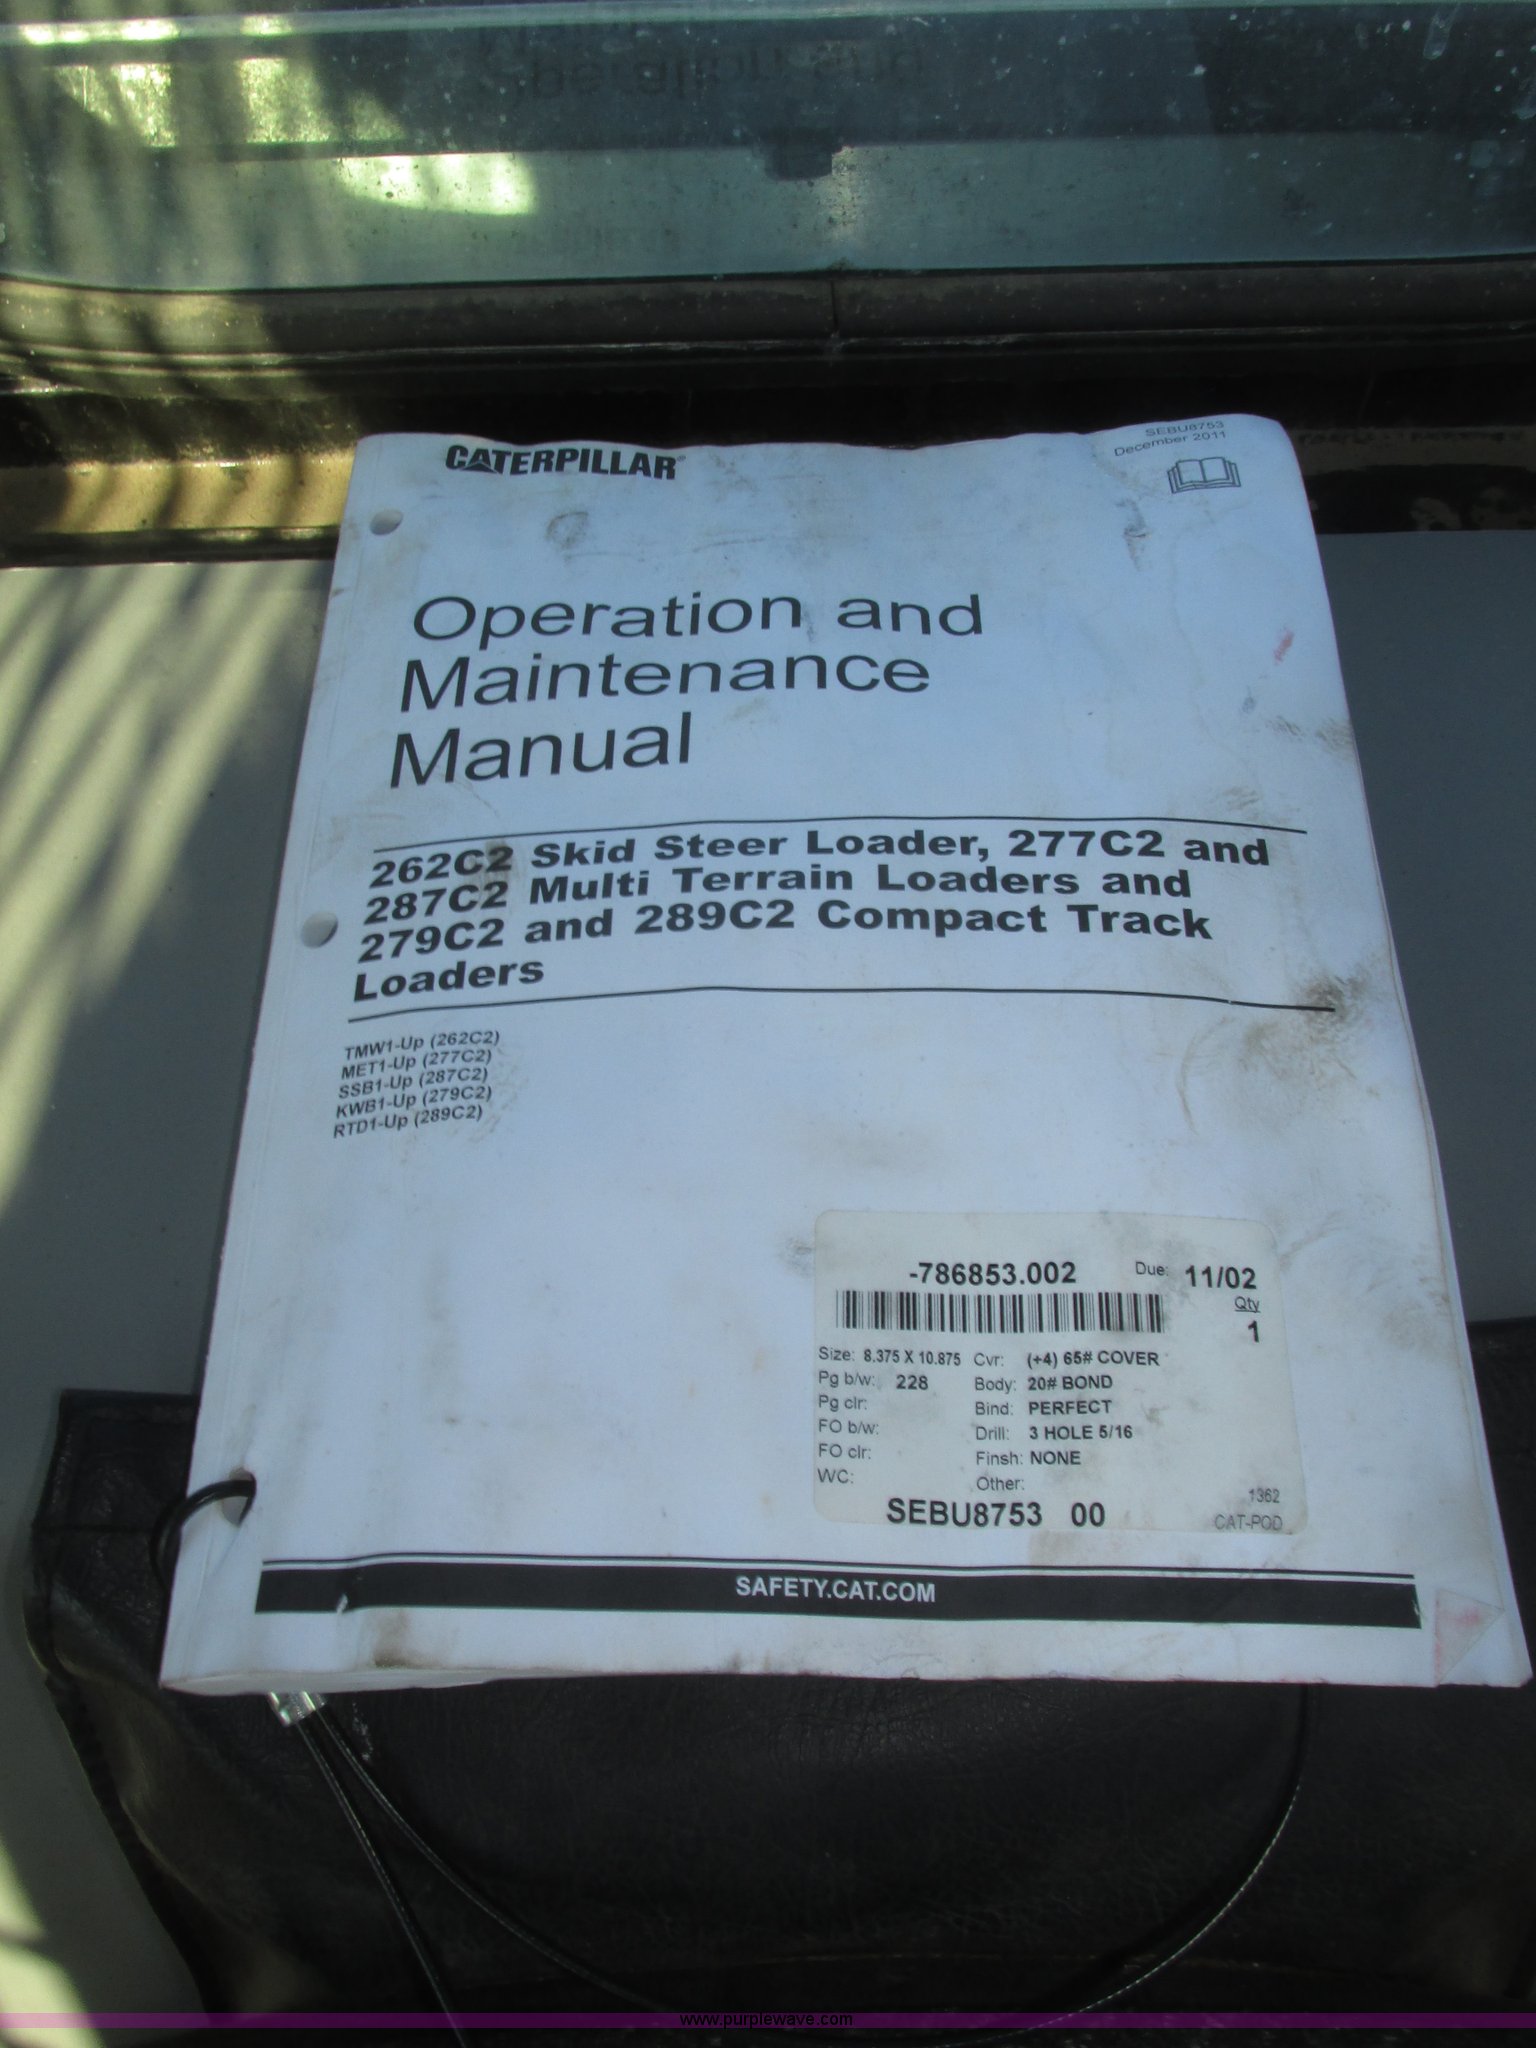 CATERPILLAR®
SEBU8753
December 2011
Operation and
Maintenance
Manual
262C2 Skid Steer Loader, 277C2 and
287C2 Multi Terrain Loaders and
279C2 and 289C2 Compact Track
Loaders
TMW1-Up (262C2)
MET1-Up (277C2)
SSB1-Up (287C2)
KWB1-Up (279C2)
RTD1-Up (289C2)
-786853.002 Due: 11/02
Qty
1
Size: 8.375 X 10.875 Cvr: (+4) 65# COVER
Pg b/w: 228 Body: 20# BOND
Pg clr: Bind: PERFECT
FO b/w: Drill: 3 HOLE 5/16
FO clr: Finsh: NONE
WC: Other:
1362
SEBU8753 00 CAT-POD
SAFETY.CAT.COM
www.purplewave.com